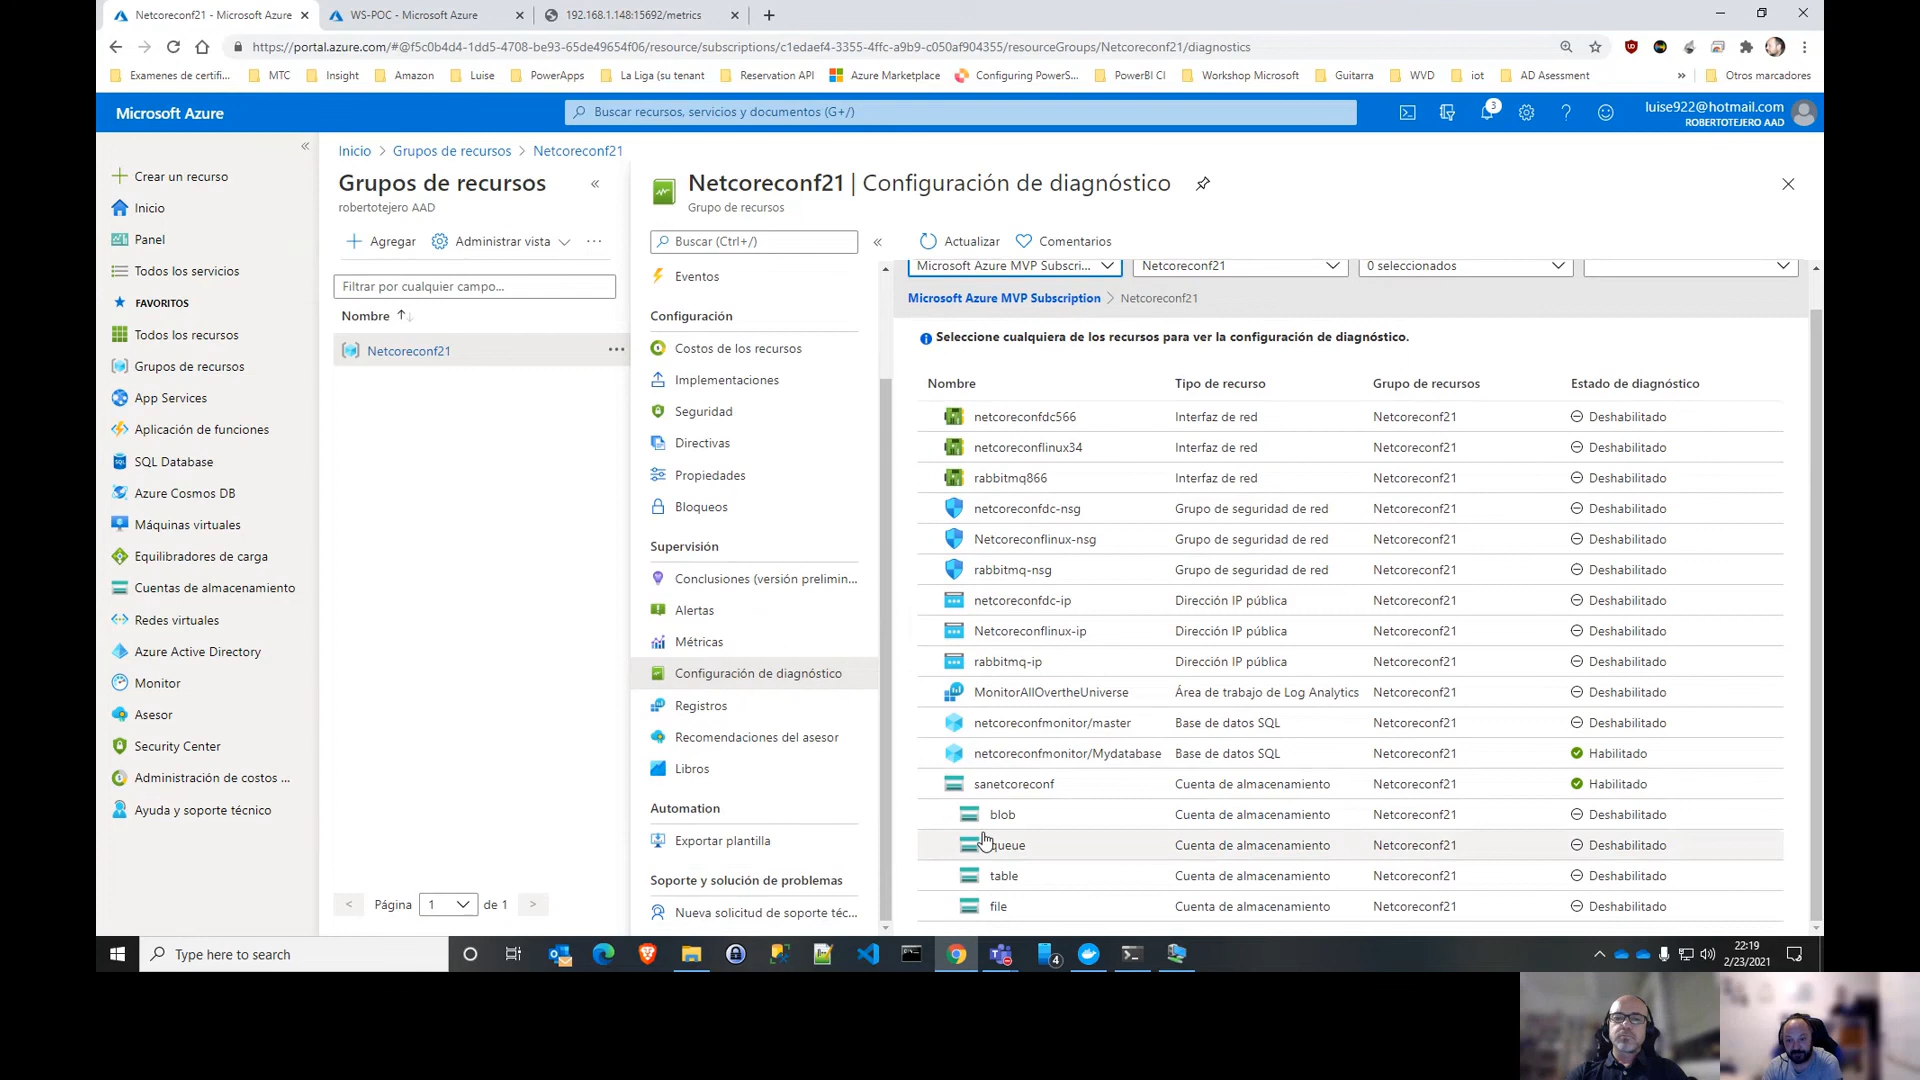 Netcoreconf21 - Microsoft Azure
WS-POC - Microsoft Azure
192.168.1.148:15692/metrics
https://portal.azure.com/#@f5c0b4d4-1dd5-4708-be93-65de49654f06/resource/subscriptions/c1edaef4-3355-4ffc-a9b9-c050af904355/resourceGroups/Netcoreconf21/diagnostics
Examenes de certifi...
MTC
Insight
Amazon
Luise
PowerApps
La Liga (su tenant)
Reservation API
Azure Marketplace
Configuring PowerS...
PowerBI CI
Workshop Microsoft
Guitarra
WVD
iot
AD Asessment
»
Otros marcadores
Microsoft Azure
Buscar recursos, servicios y documentos (G+/)
3
luise922@hotmail.com
ROBERTOTEJERO AAD
Crear un recurso
Inicio
Panel
Todos los servicios
FAVORITOS
Todos los recursos
Grupos de recursos
App Services
Aplicación de funciones
SQL Database
Azure Cosmos DB
Máquinas virtuales
Equilibradores de carga
Cuentas de almacenamiento
Redes virtuales
Azure Active Directory
Monitor
Asesor
Security Center
Administración de costos ...
Ayuda y soporte técnico
Inicio > Grupos de recursos > Netcoreconf21
Grupos de recursos
robertotejero AAD
Agregar
Administrar vista
Filtrar por cualquier campo...
Nombre
Netcoreconf21
Página 1 de 1
Netcoreconf21 | Configuración de diagnóstico
Grupo de recursos
Buscar (Ctrl+/)
Eventos
Configuración
Costos de los recursos
Implementaciones
Seguridad
Directivas
Propiedades
Bloqueos
Supervisión
Conclusiones (versión prelimin...
Alertas
Métricas
Configuración de diagnóstico
Registros
Recomendaciones del asesor
Libros
Automation
Exportar plantilla
Soporte y solución de problemas
Nueva solicitud de soporte téc...
Actualizar
Comentarios
Microsoft Azure MVP Subscri...
Netcoreconf21
0 seleccionados
Microsoft Azure MVP Subscription > Netcoreconf21
Seleccione cualquiera de los recursos para ver la configuración de diagnóstico.
Nombre Tipo de recurso Grupo de recursos Estado de diagnóstico
netcoreconfdc566 Interfaz de red Netcoreconf21 Deshabilitado
netcoreconflinux34 Interfaz de red Netcoreconf21 Deshabilitado
rabbitmq866 Interfaz de red Netcoreconf21 Deshabilitado
netcoreconfdc-nsg Grupo de seguridad de red Netcoreconf21 Deshabilitado
Netcoreconflinux-nsg Grupo de seguridad de red Netcoreconf21 Deshabilitado
rabbitmq-nsg Grupo de seguridad de red Netcoreconf21 Deshabilitado
netcoreconfdc-ip Dirección IP pública Netcoreconf21 Deshabilitado
Netcoreconflinux-ip Dirección IP pública Netcoreconf21 Deshabilitado
rabbitmq-ip Dirección IP pública Netcoreconf21 Deshabilitado
MonitorAllOvertheUniverse Área de trabajo de Log Analytics Netcoreconf21 Deshabilitado
netcoreconfmonitor/master Base de datos SQL Netcoreconf21 Deshabilitado
netcoreconfmonitor/Mydatabase Base de datos SQL Netcoreconf21 Habilitado
sanetcoreconf Cuenta de almacenamiento Netcoreconf21 Habilitado
blob Cuenta de almacenamiento Netcoreconf21 Deshabilitado
queue Cuenta de almacenamiento Netcoreconf21 Deshabilitado
table Cuenta de almacenamiento Netcoreconf21 Deshabilitado
file Cuenta de almacenamiento Netcoreconf21 Deshabilitado
Type here to search
4
22:19
2/23/2021